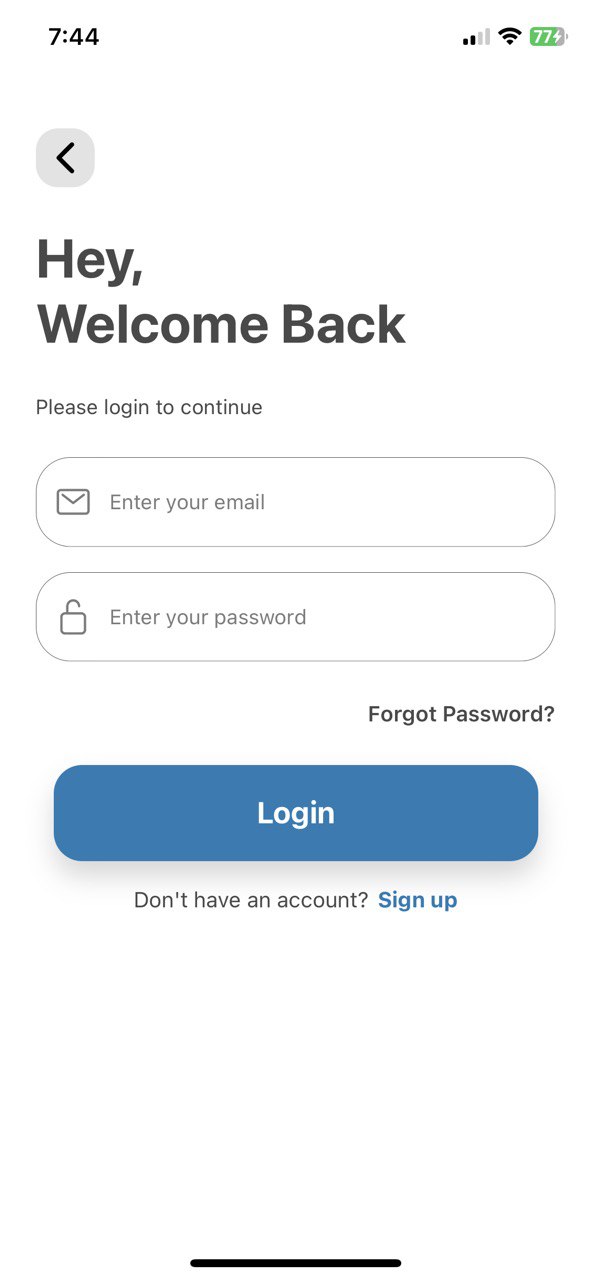 7:44
77
Hey,
Welcome Back
Please login to continue
Enter your email
Enter your password
Forgot Password?
Login
Don't have an account? Sign up